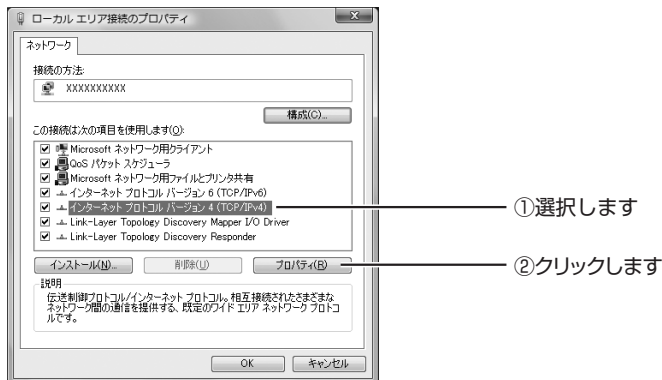 ローカル エリア接続のプロパティ
ネットワーク
接続の方法:
XXXXXXXXXX
構成(C)...
この接続は次の項目を使用します(O):
Microsoft ネットワーク用クライアント
QoS パケット スケジューラ
Microsoft ネットワーク用ファイルとプリンタ共有
インターネット プロトコル バージョン 6 (TCP/IPv6)
インターネット プロトコル バージョン 4 (TCP/IPv4)
①選択します
Link-Layer Topology Discovery Mapper I/O Driver
Link-Layer Topology Discovery Responder
インストール(N)... 削除(U) プロパティ(R)
②クリックします
説明
伝送制御プロトコル/インターネット プロトコル。相互接続されたさまざまな
ネットワーク間の通信を提供する、既定のワイド エリア ネットワーク プロトコ
ルです。
OK キャンセル